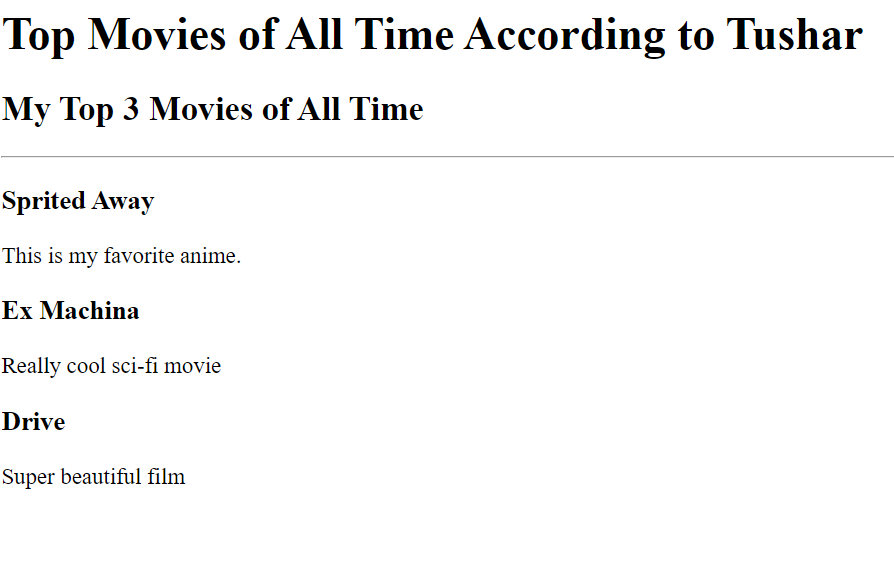 Top Movies of All Time According to Tushar
My Top 3 Movies of All Time
Sprited Away
This is my favorite anime.
Ex Machina
Really cool sci-fi movie
Drive
Super beautiful film